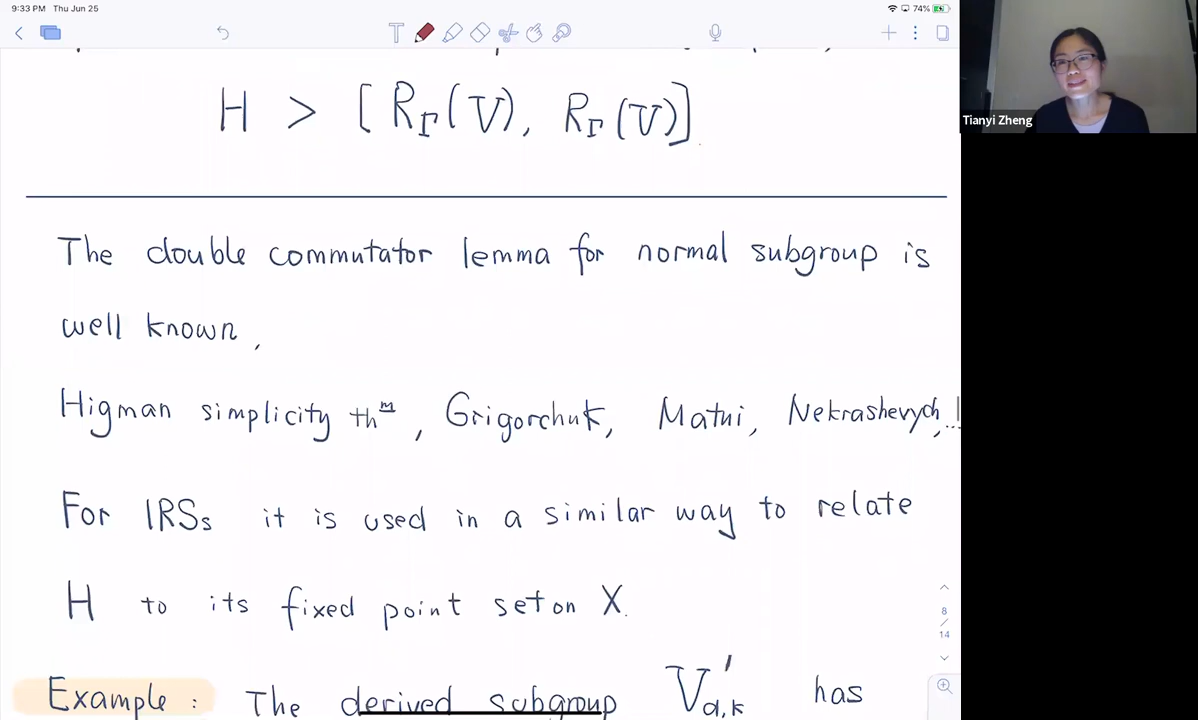 9:33 PM Thu Jun 25
74%
H > [ R_Γ(V), R_Γ(V) ]
Tianyi Zheng
The double commutator lemma for normal subgroup is
well known,
Higman simplicity thm, Grigorchuk, Matui, Nekrashevych, ...
For IRSs it is used in a similar way to relate
H to its fixed point set on X.
8
/
14
Example : The derived subgroup V'_{d,k} has